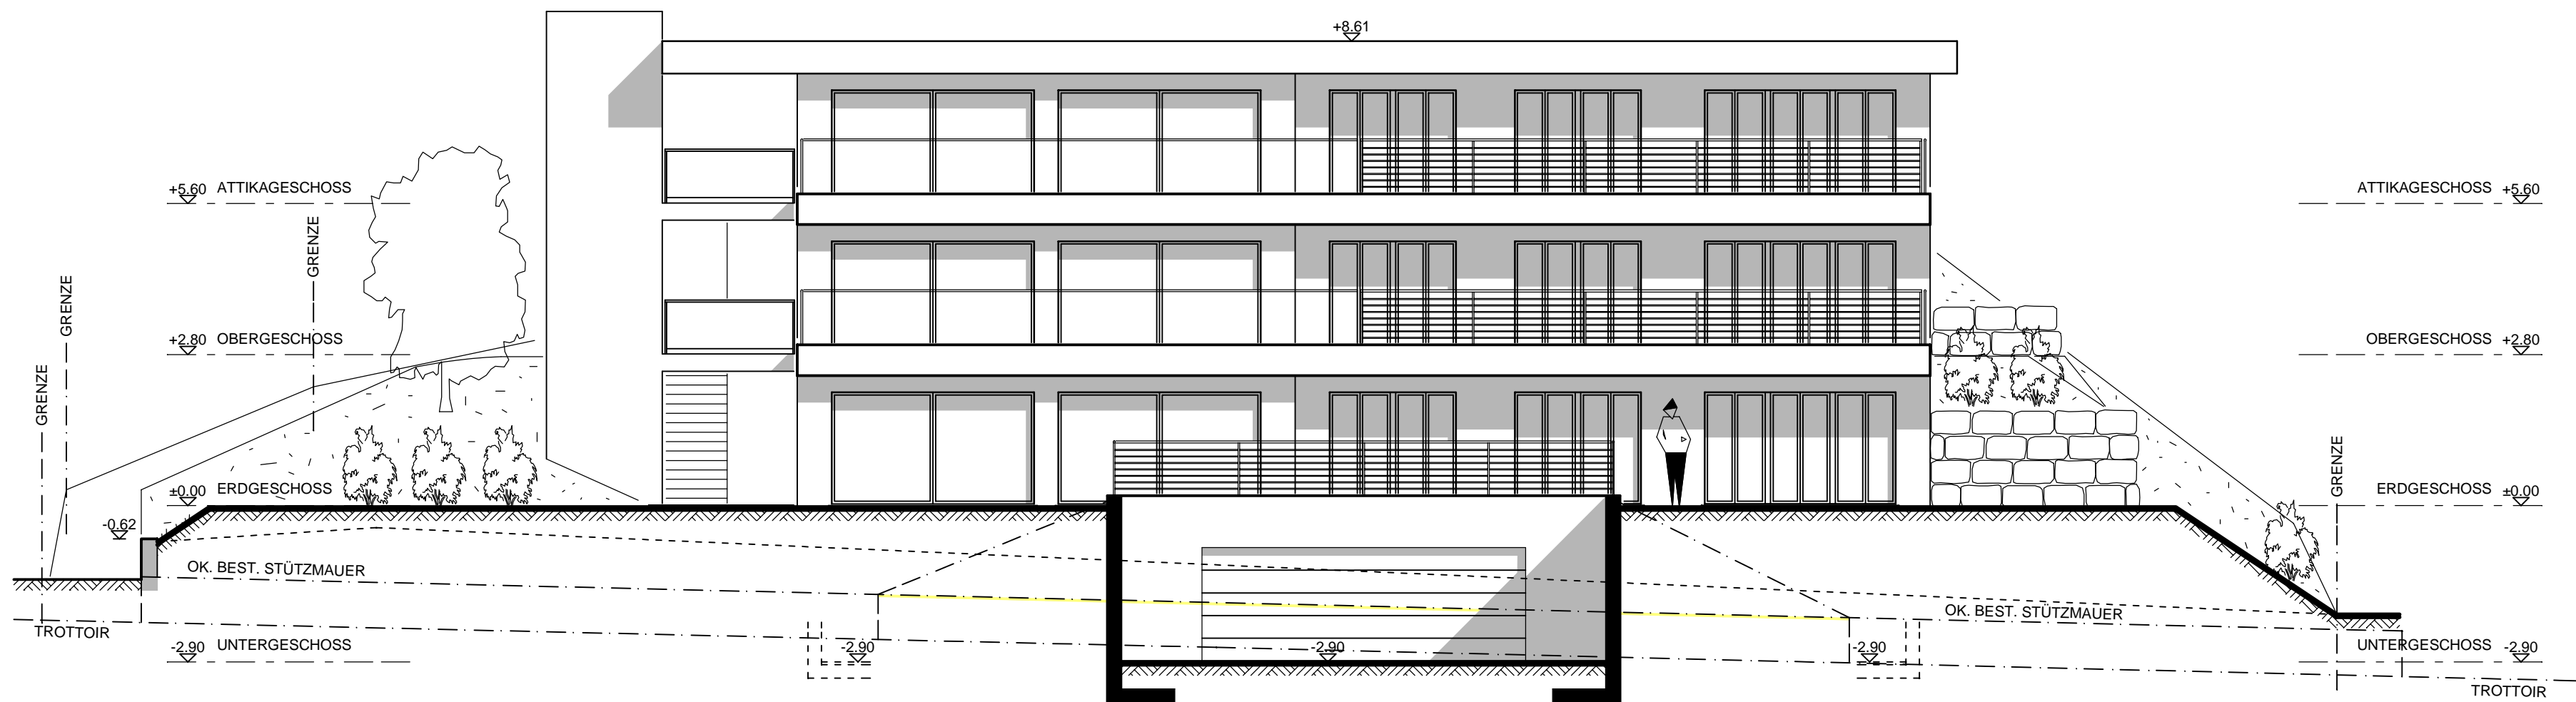 +8.61
+5.60 ATTIKAGESCHOSS
ATTIKAGESCHOSS +5.60
GRENZE
GRENZE
+2.80 OBERGESCHOSS
OBERGESCHOSS +2.80
GRENZE
GRENZE
±0.00 ERDGESCHOSS
ERDGESCHOSS ±0.00
-0.62
OK. BEST. STÜTZMAUER
OK. BEST. STÜTZMAUER
TROTTOIR
-2.90 UNTERGESCHOSS
-2.90
-2.90
-2.90
UNTERGESCHOSS -2.90
TROTTOIR